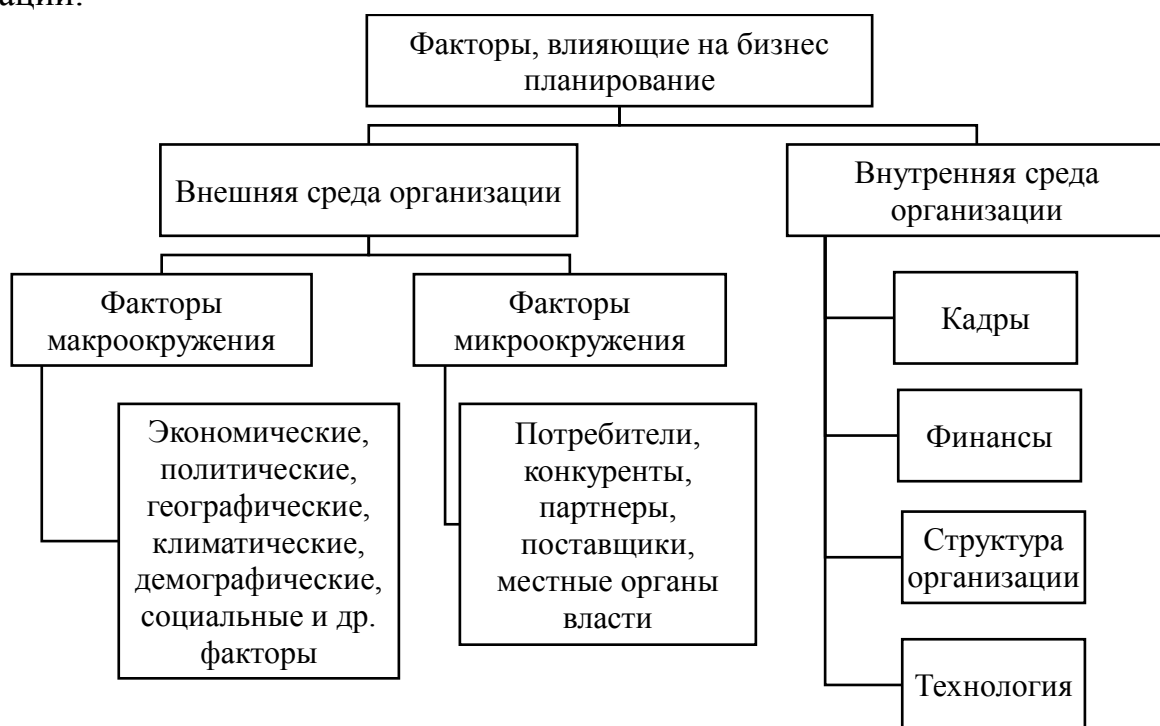 Факторы, влияющие на бизнес
планирование
Внешняя среда организации
Внутренняя среда
организации
Факторы
макроокружения
Факторы
микроокружения
Экономические,
политические,
географические,
климатические,
демографические,
социальные и др.
факторы
Потребители,
конкуренты,
партнеры,
поставщики,
местные органы
власти
Кадры
Финансы
Структура
организации
Технология